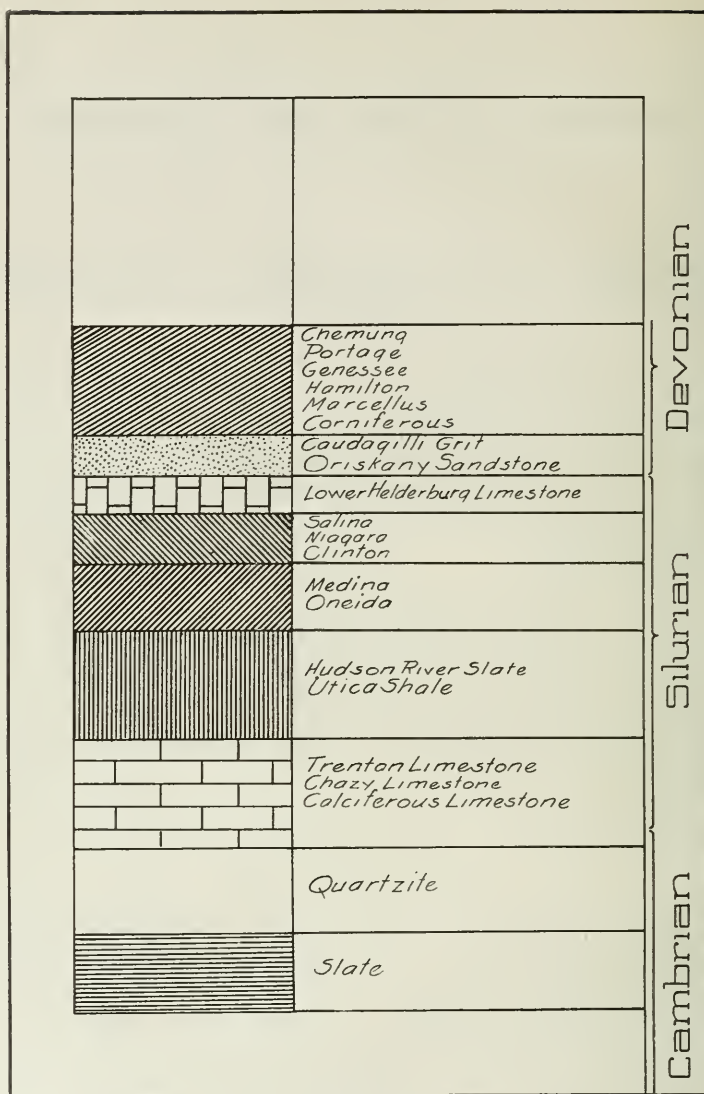 Chemung
Portage
Genessee
Hamilton
Marcellus
Corniferous
Caudagilli Grit
Oriskany Sandstone
Lower Helderburg Limestone
Salina
Niagara
Clinton
Medina
Oneida
Hudson River Slate
Utica Shale
Trenton Limestone
Chazy Limestone
Calciferous Limestone
Quartzite
Slate
Devonian
Silurian
Cambrian